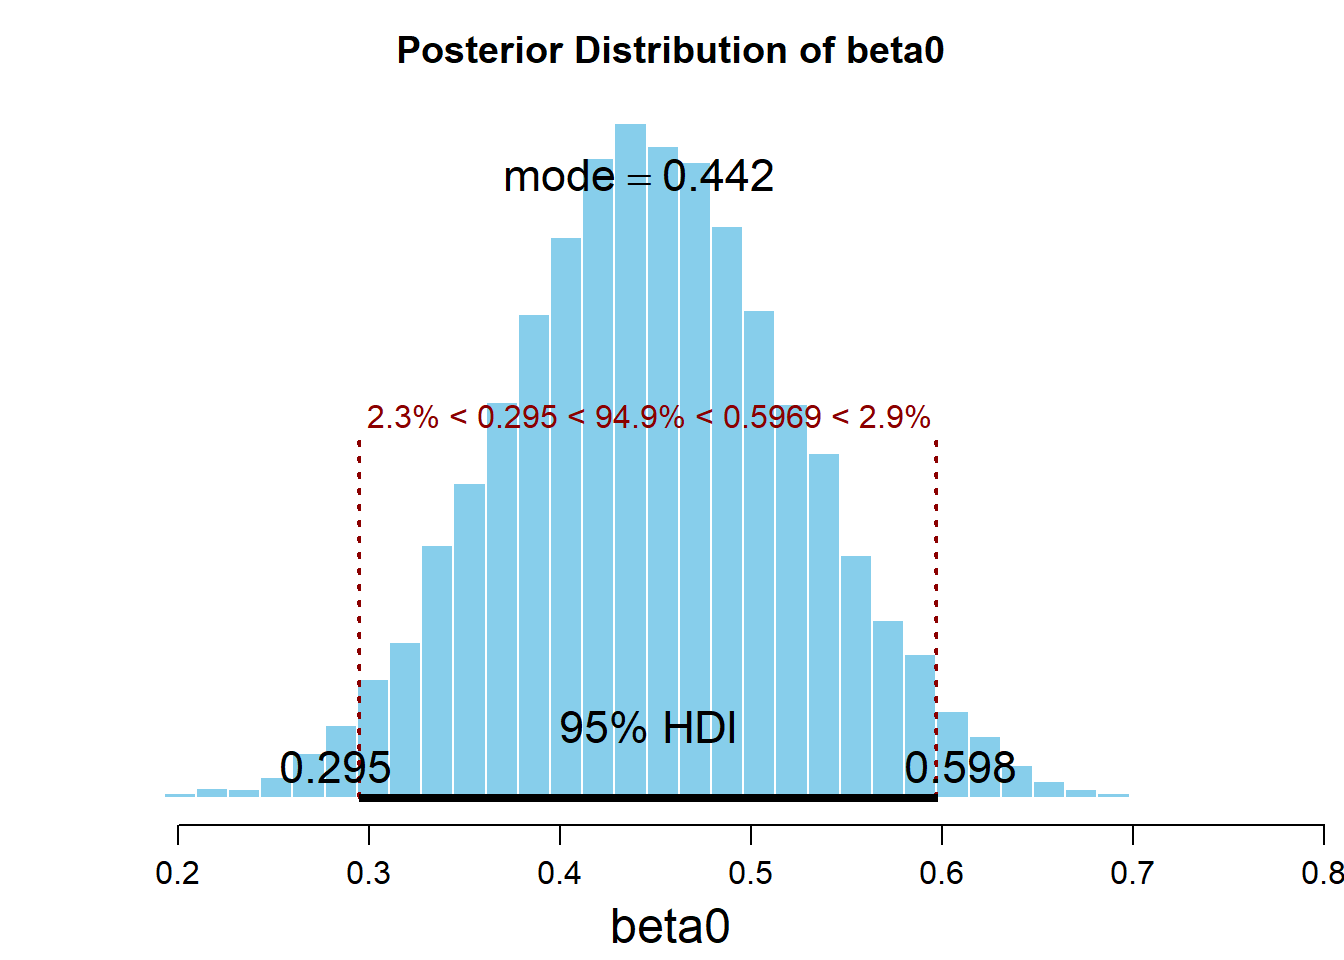 Posterior Distribution of beta0
mode = 0.442
2.3% < 0.295 < 94.9% < 0.5969 < 2.9%
95% HDI
0.295 0.598
0.2 0.3 0.4 0.5 0.6 0.7 0.8
beta0